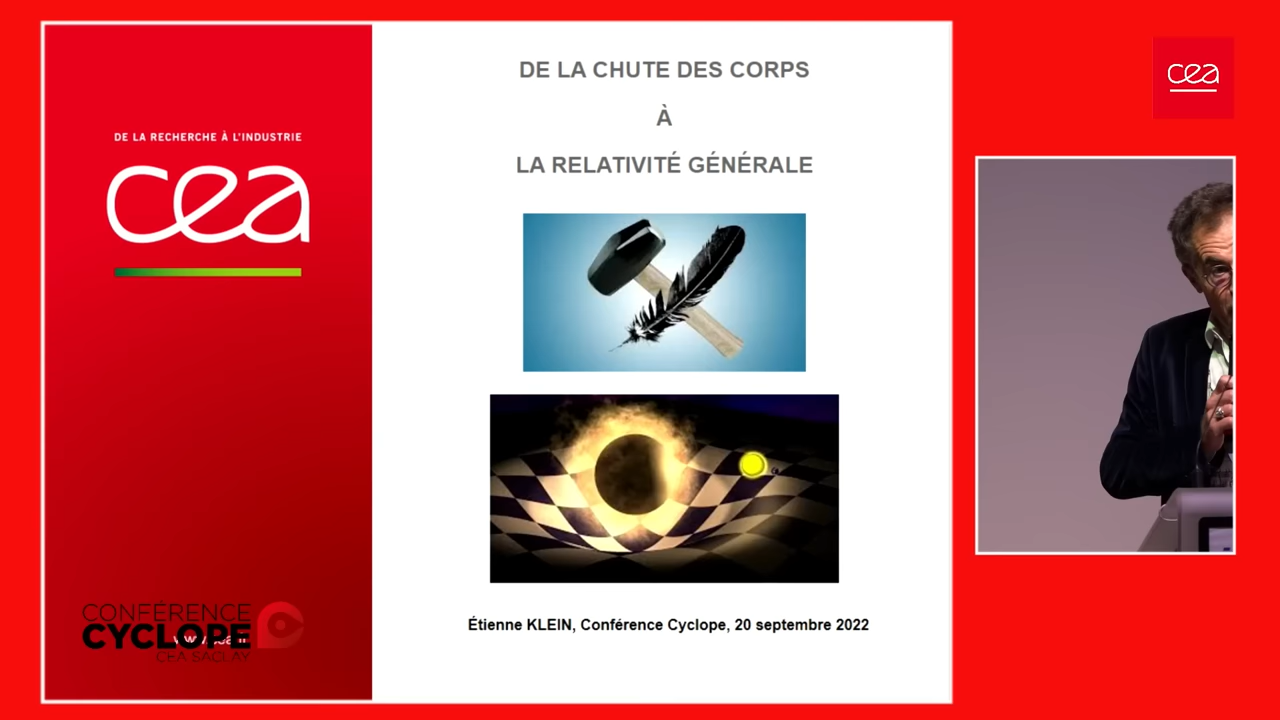 DE LA RECHERCHE À L'INDUSTRIE
cea
CONFÉRENCE
CYCLOPE
CEA SACLAY
DE LA CHUTE DES CORPS
À
LA RELATIVITÉ GÉNÉRALE
Étienne KLEIN, Conférence Cyclope, 20 septembre 2022
cea